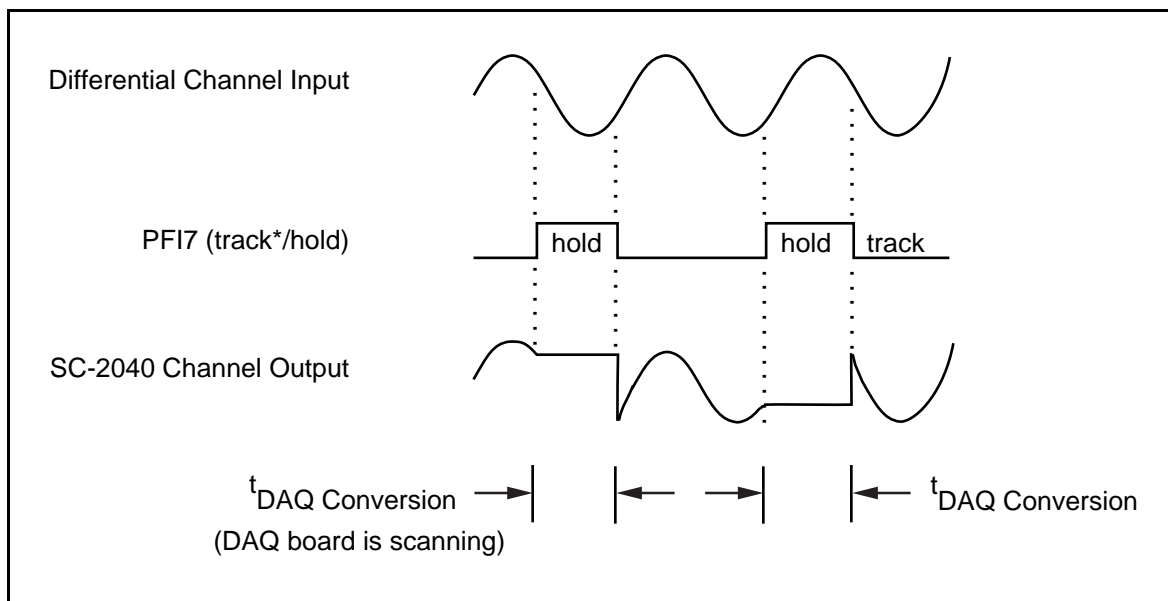 Differential Channel Input
PFI7 (track*/hold)
hold
hold
track
SC-2040 Channel Output
tDAQ Conversion
(DAQ board is scanning)
tDAQ Conversion